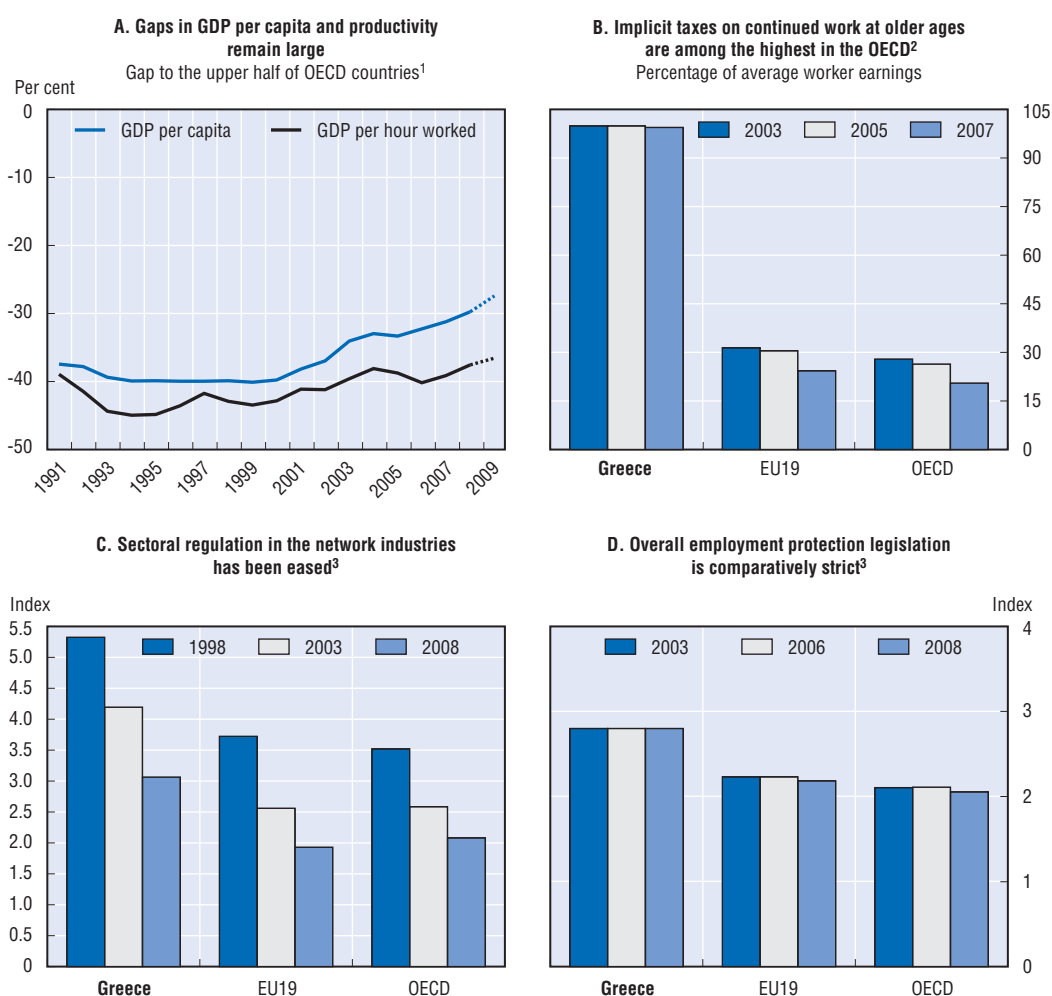 A. Gaps in GDP per capita and productivity
remain large
Gap to the upper half of OECD countries1
Per cent
0
-10
-20
-30
-40
-50
GDP per capita
GDP per hour worked
1991
1993
1995
1997
1999
2001
2003
2005
2007
2009
B. Implicit taxes on continued work at older ages
are among the highest in the OECD2
Percentage of average worker earnings
2003
2005
2007
105
90
75
60
45
30
15
0
Greece
EU19
OECD
C. Sectoral regulation in the network industries
has been eased3
Index
5.5
5.0
4.5
4.0
3.5
3.0
2.5
2.0
1.5
1.0
0.5
0
1998
2003
2008
Greece
EU19
OECD
D. Overall employment protection legislation
is comparatively strict3
Index
4
3
2
1
0
2003
2006
2008
Greece
EU19
OECD